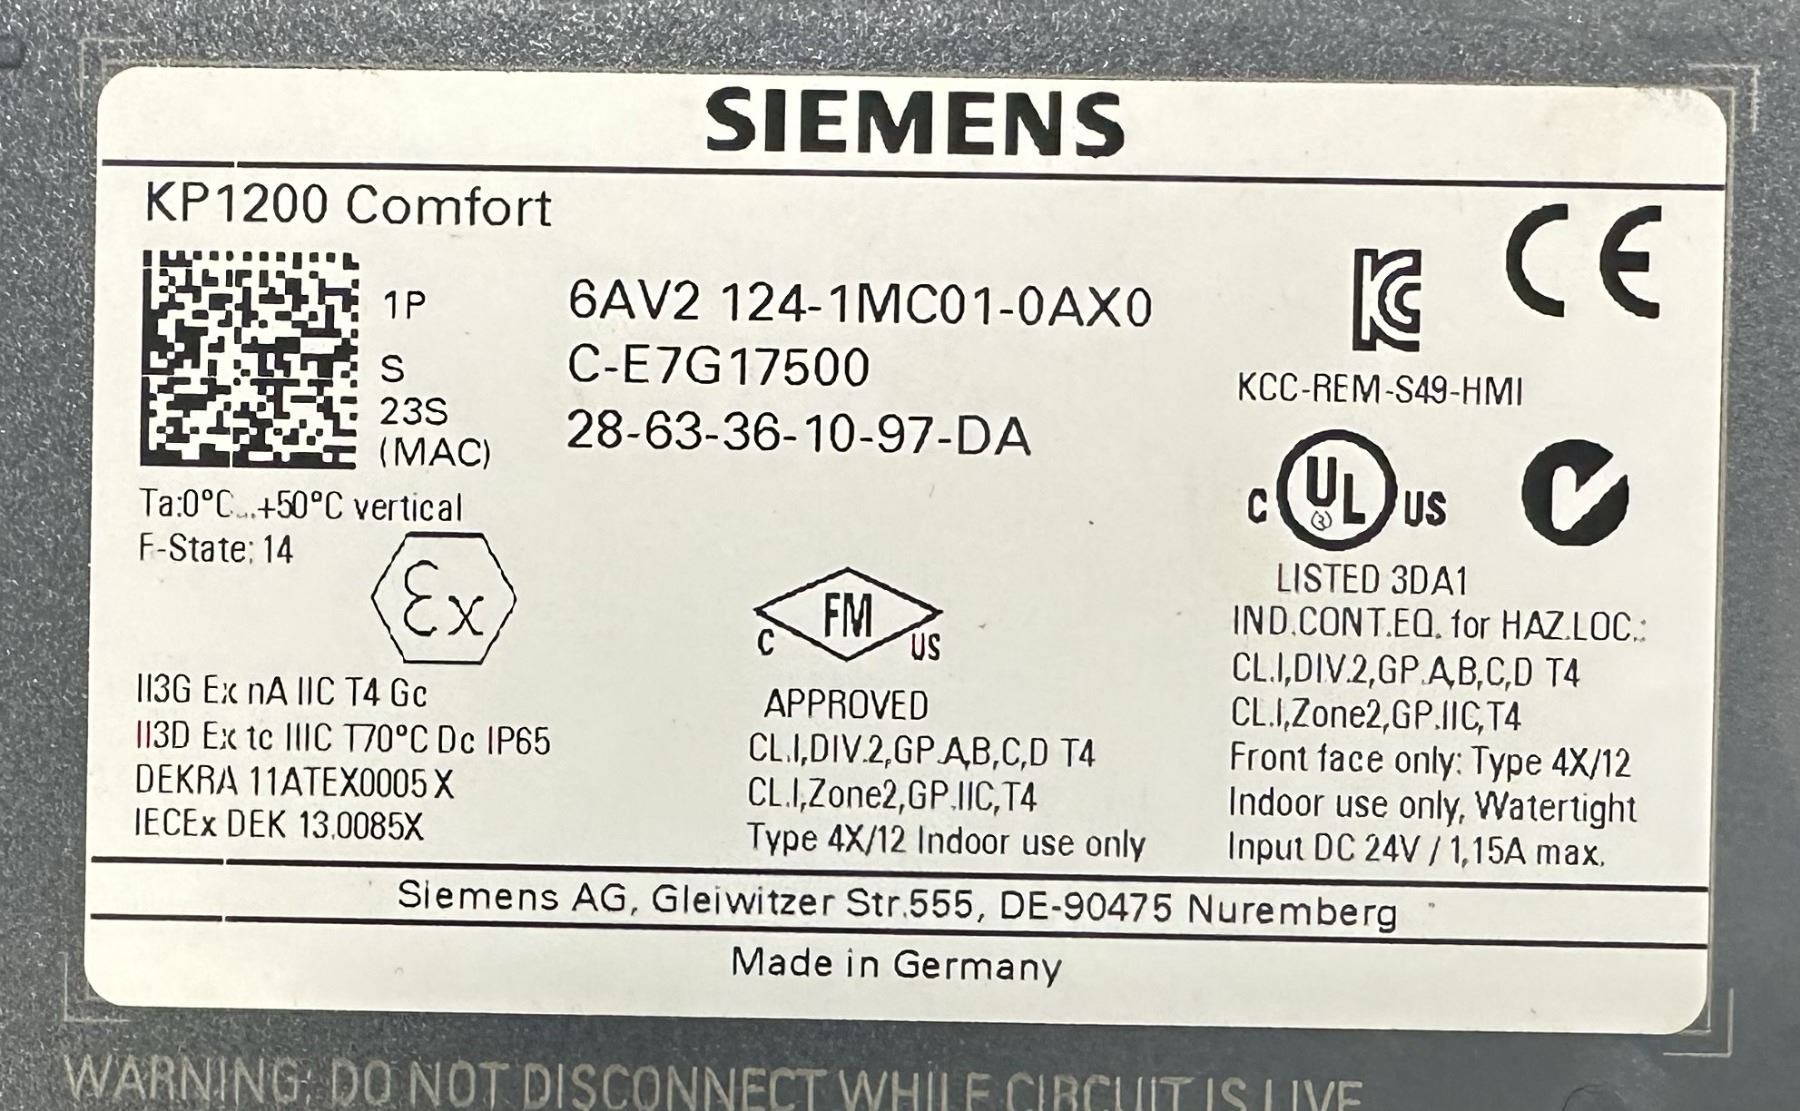 SIEMENS
KP1200 Comfort
1P 6AV2 124-1MC01-0AX0
S C-E7G17500
23S
(MAC) 28-63-36-10-97-DA
Ta:0°C...+50°C vertical
F-State: 14
Ex
II3G Ex nA IIC T4 Gc
II3D Ex tc IIIC T70°C Dc IP65
DEKRA 11ATEX0005 X
IECEx DEK 13.0085X
C FM US
APPROVED
CL.I,DIV.2,GP.A,B,C,D T4
CL.I,Zone2,GP.IIC,T4
Type 4X/12 Indoor use only
KC CE
KCC-REM-S49-HMI
C UL US
LISTED 3DA1
IND.CONT.EQ. for HAZ.LOC.:
CL.I,DIV.2,GP.A,B,C,D T4
CL.I,Zone2,GP.IIC,T4
Front face only: Type 4X/12
Indoor use only, Watertight
Input DC 24V / 1,15A max.
Siemens AG, Gleiwitzer Str.555, DE-90475 Nuremberg
Made in Germany
WARNING: DO NOT DISCONNECT WHILE CIRCUIT IS LIVE